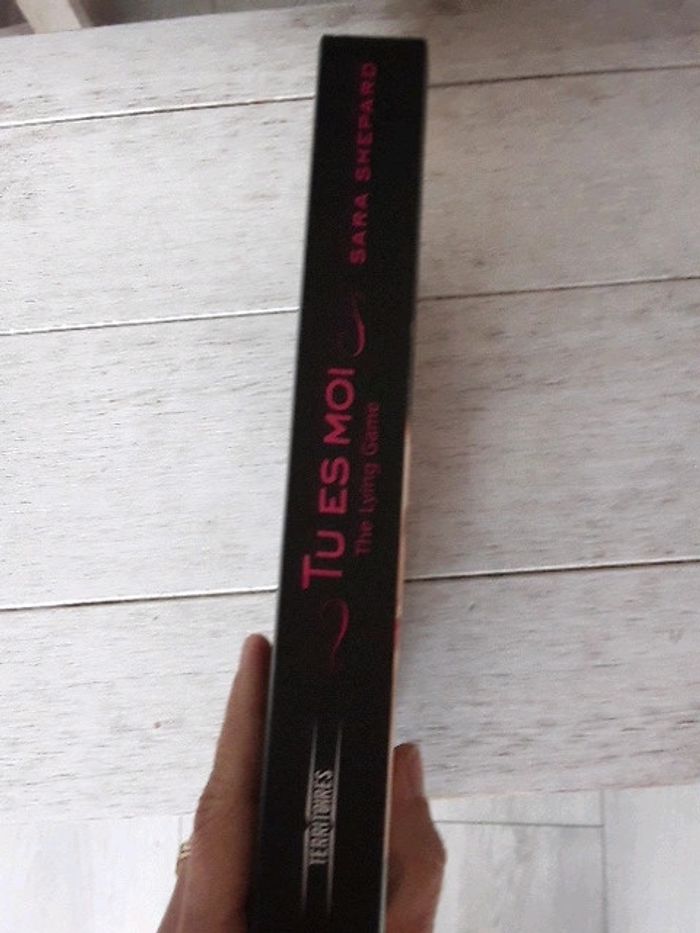 TU ES MOI
The Lying Game
SARA SHEPARD
TERRITOIRES